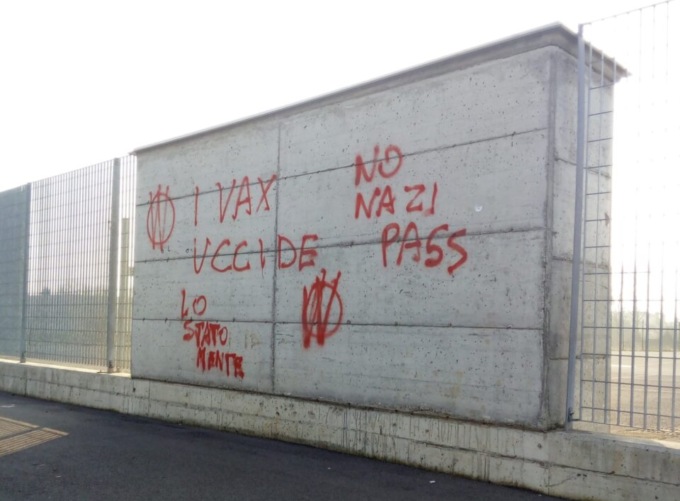 I VAX
UCCIDE
NO
NAZI
PASS
LO
STATO
MENTE